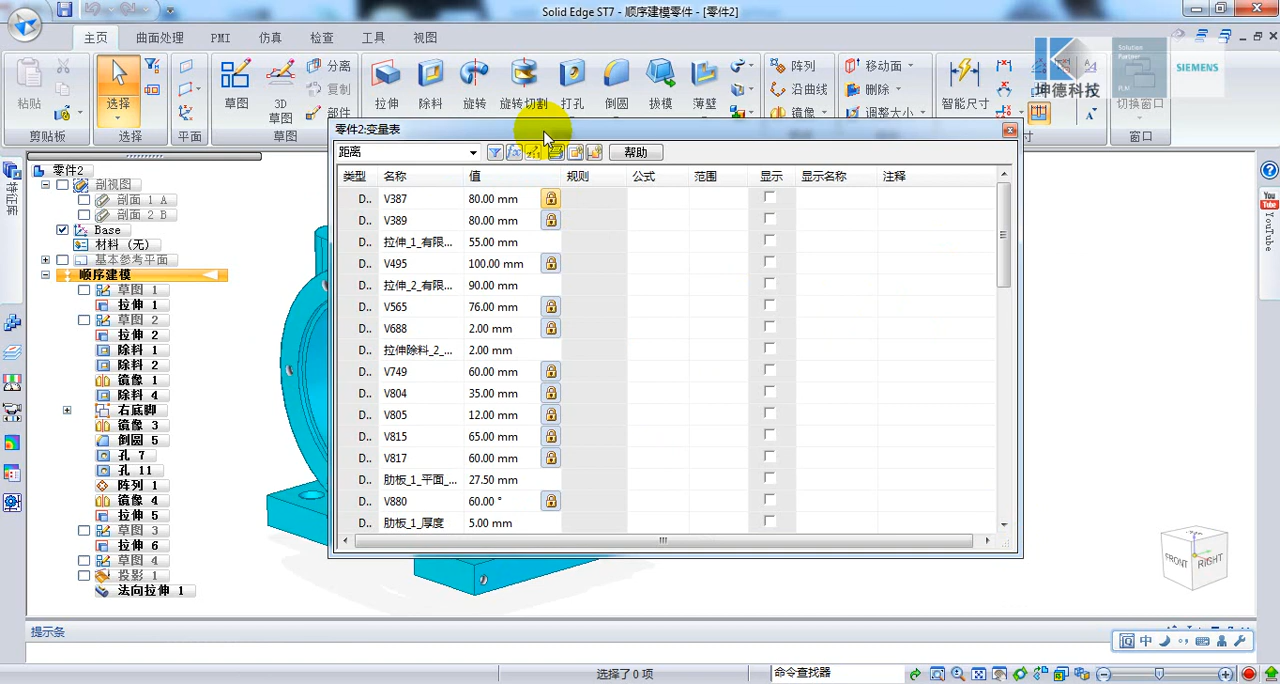 Solid Edge ST7 - 顺序建模零件 - [零件2]
主页 曲面处理 PMI 仿真 检查 工具 视图
粘贴
剪贴板
选择
选择
平面
草图
3D
草图
分离
复制
草图
拉伸
除料
旋转
旋转切割
打孔
倒圆
拔模
薄壁
阵列
沿曲线
镜像
移动面
删除
调整大小
智能尺寸
切换窗口
窗口
坤德科技
Solution
Partner
PLM
SIEMENS
零件2:变量表
距离
帮助
类型 名称 值 规则 公式 范围 显示 显示名称 注释
D.. V387 80.00 mm
D.. V389 80.00 mm
D.. 拉伸_1_有限... 55.00 mm
D.. V495 100.00 mm
D.. 拉伸_2_有限... 90.00 mm
D.. V565 76.00 mm
D.. V688 2.00 mm
D.. 拉伸除料_2_... 2.00 mm
D.. V749 60.00 mm
D.. V804 35.00 mm
D.. V805 12.00 mm
D.. V815 65.00 mm
D.. V817 60.00 mm
D.. 肋板_1_平面_... 27.50 mm
D.. V880 60.00 °
D.. 肋板_1_厚度 5.00 mm
特征库
零件2
剖视图
剖面 1 A
剖面 2 B
Base
材料 (无)
基本参考平面
顺序建模
草图 1
拉伸 1
草图 2
拉伸 2
除料 1
除料 2
镜像 1
除料 4
右底脚
镜像 3
倒圆 5
孔 7
孔 11
阵列 1
镜像 4
拉伸 5
草图 3
拉伸 6
草图 4
投影 1
法向拉伸 1
You
Tube
YouTube
FRONT
RIGHT
提示条
中
选择了 0 项
命令查找器